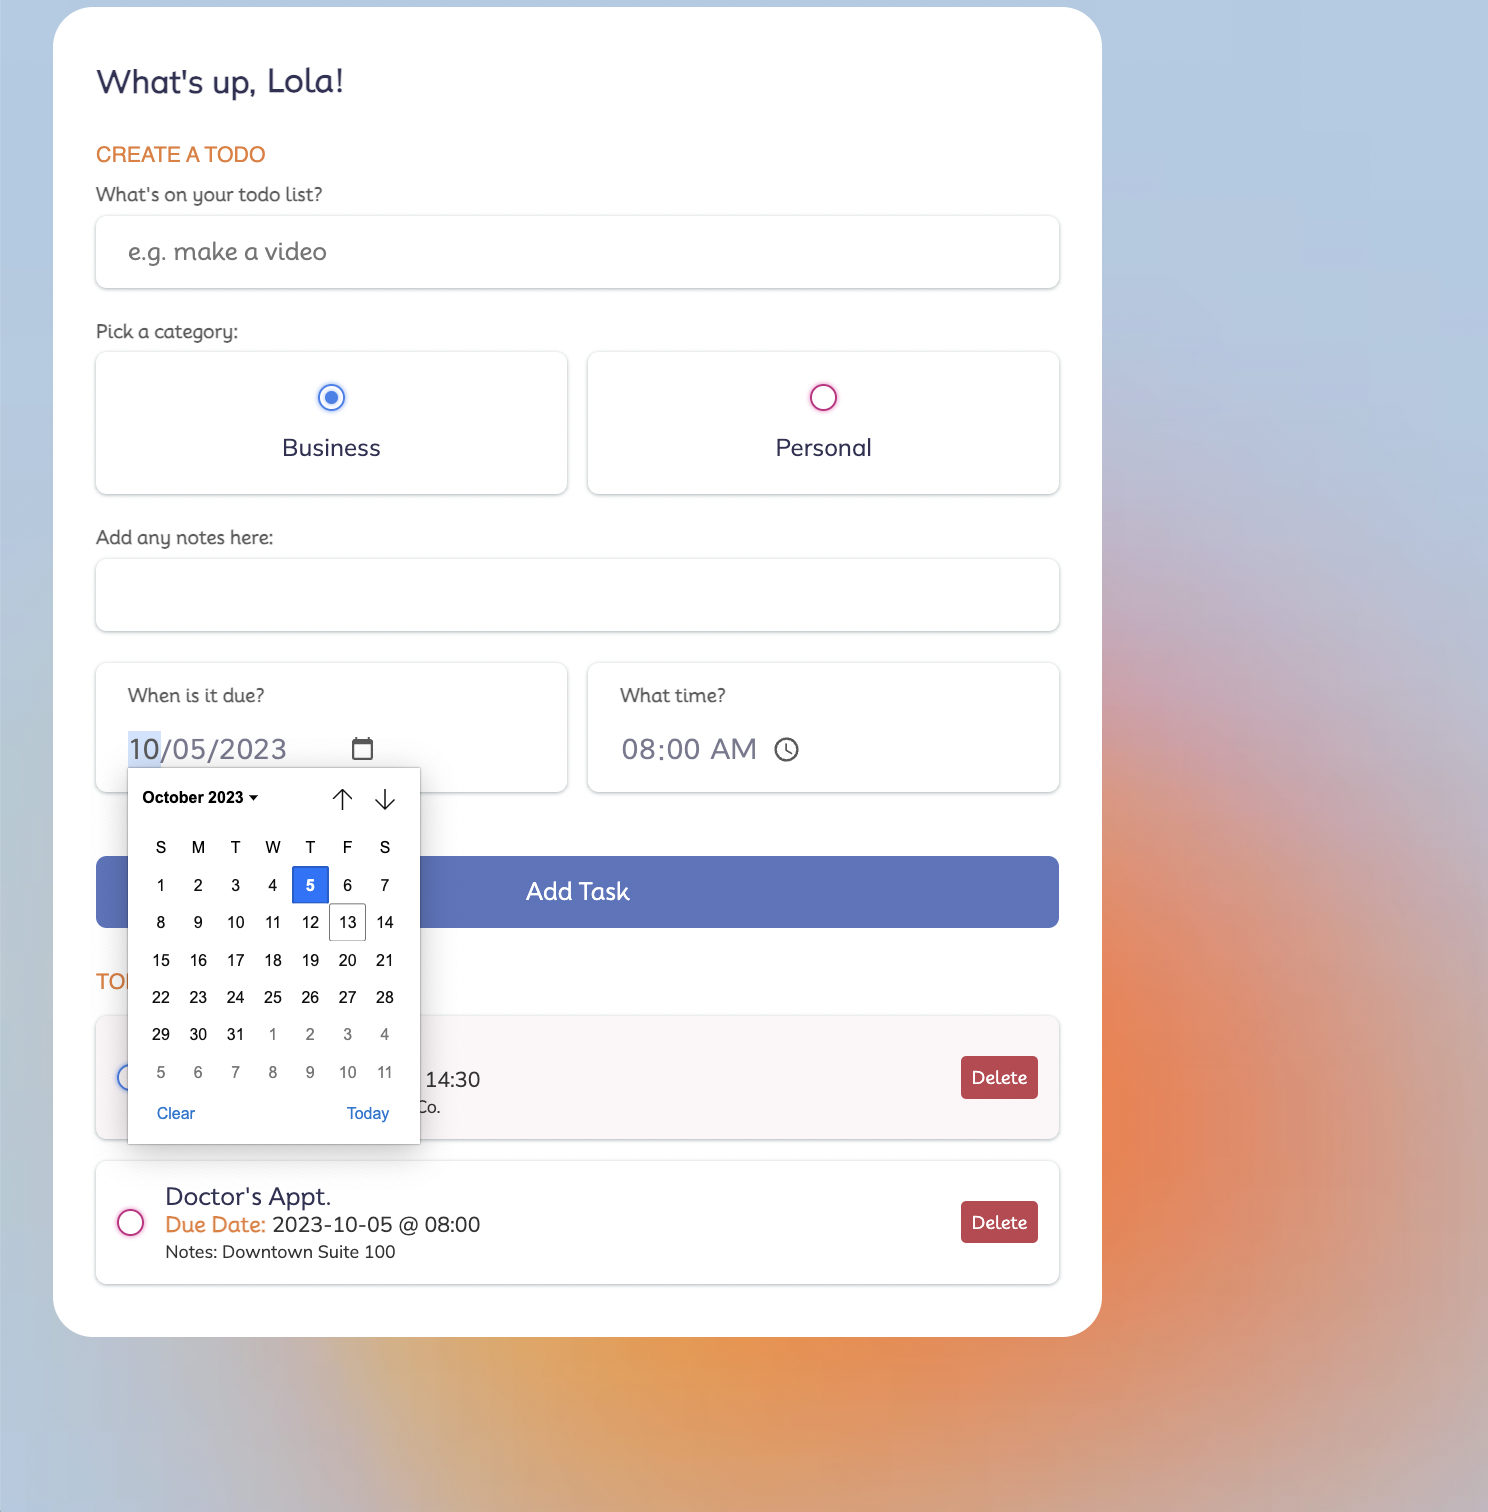 What's up, Lola!
CREATE A TODO
What's on your todo list?
e.g. make a video
Pick a category:
Business
Personal
Add any notes here:
When is it due?
10/05/2023
What time?
08:00 AM
October 2023
S M T W T F S
1 2 3 4 5 6 7
8 9 10 11 12 13 14
15 16 17 18 19 20 21
22 23 24 25 26 27 28
29 30 31 1 2 3 4
5 6 7 8 9 10 11
Clear Today
Add Task
14:30
Co.
Delete
Doctor's Appt.
Due Date: 2023-10-05 @ 08:00
Notes: Downtown Suite 100
Delete